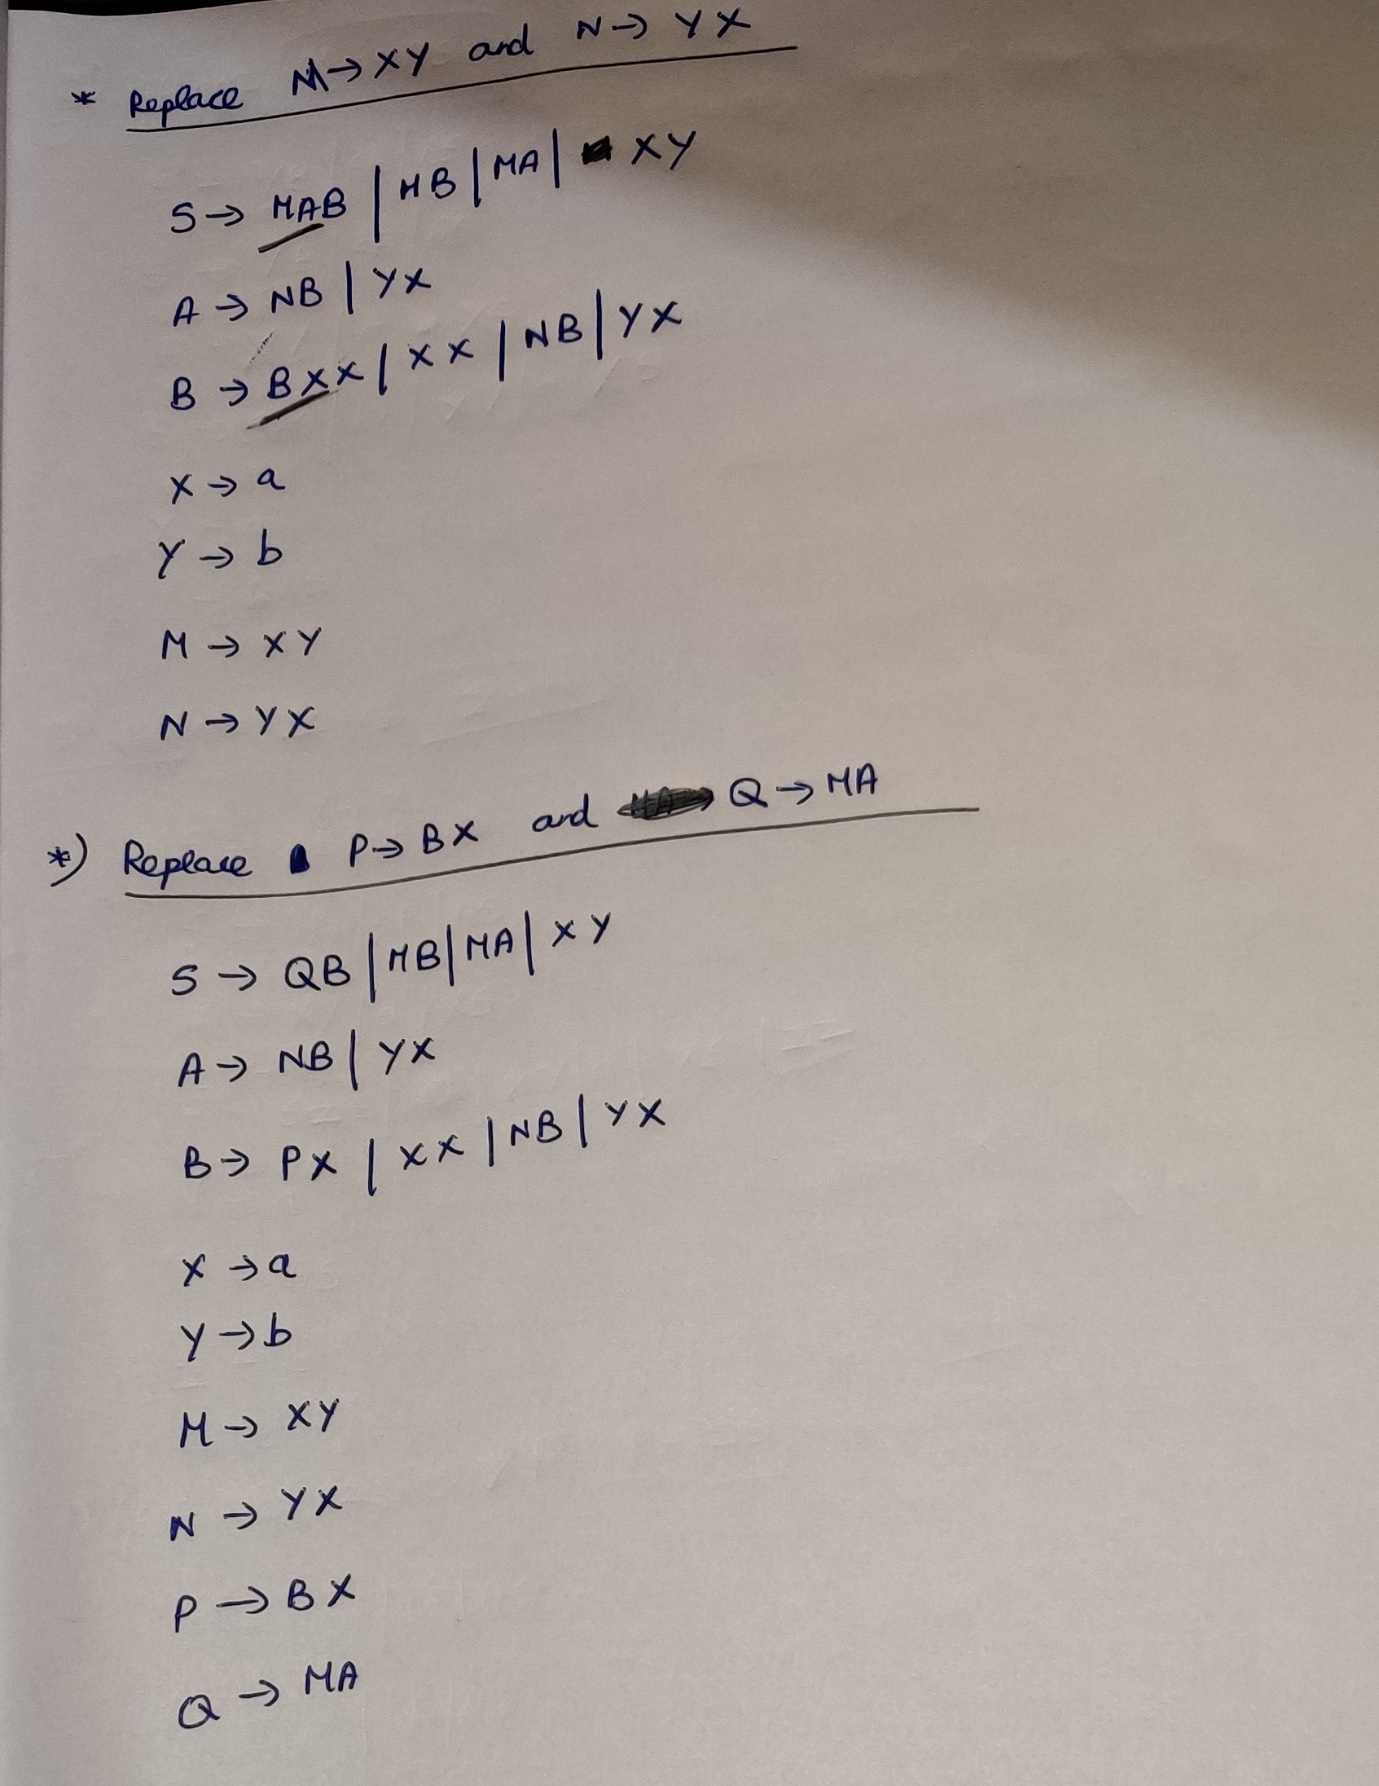 * Replace M→XY and N→YX
S→ MAB | MB | MA | XY
A → NB | YX
B → BXX | XX | NB | YX
X → a
Y → b
M → XY
N → YX
*) Replace P→BX and Q→MA
S → QB | MB | MA | XY
A → NB | YX
B → PX | XX | NB | YX
X → a
Y → b
M → XY
N → YX
P → BX
Q → MA